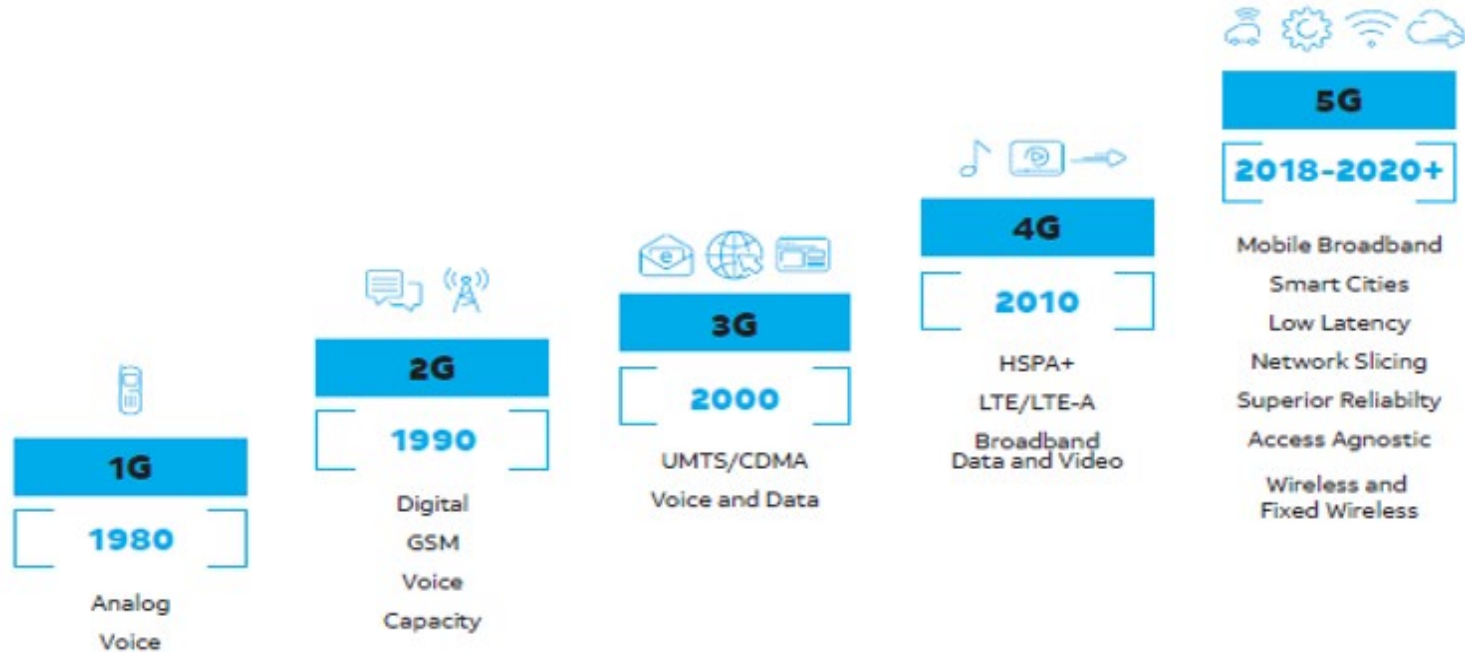 1G
1980
Analog
Voice
2G
1990
Digital
GSM
Voice
Capacity
3G
2000
UMTS/CDMA
Voice and Data
4G
2010
HSPA+
LTE/LTE-A
Broadband
Data and Video
5G
2018-2020+
Mobile Broadband
Smart Cities
Low Latency
Network Slicing
Superior Reliabilty
Access Agnostic
Wireless and
Fixed Wireless